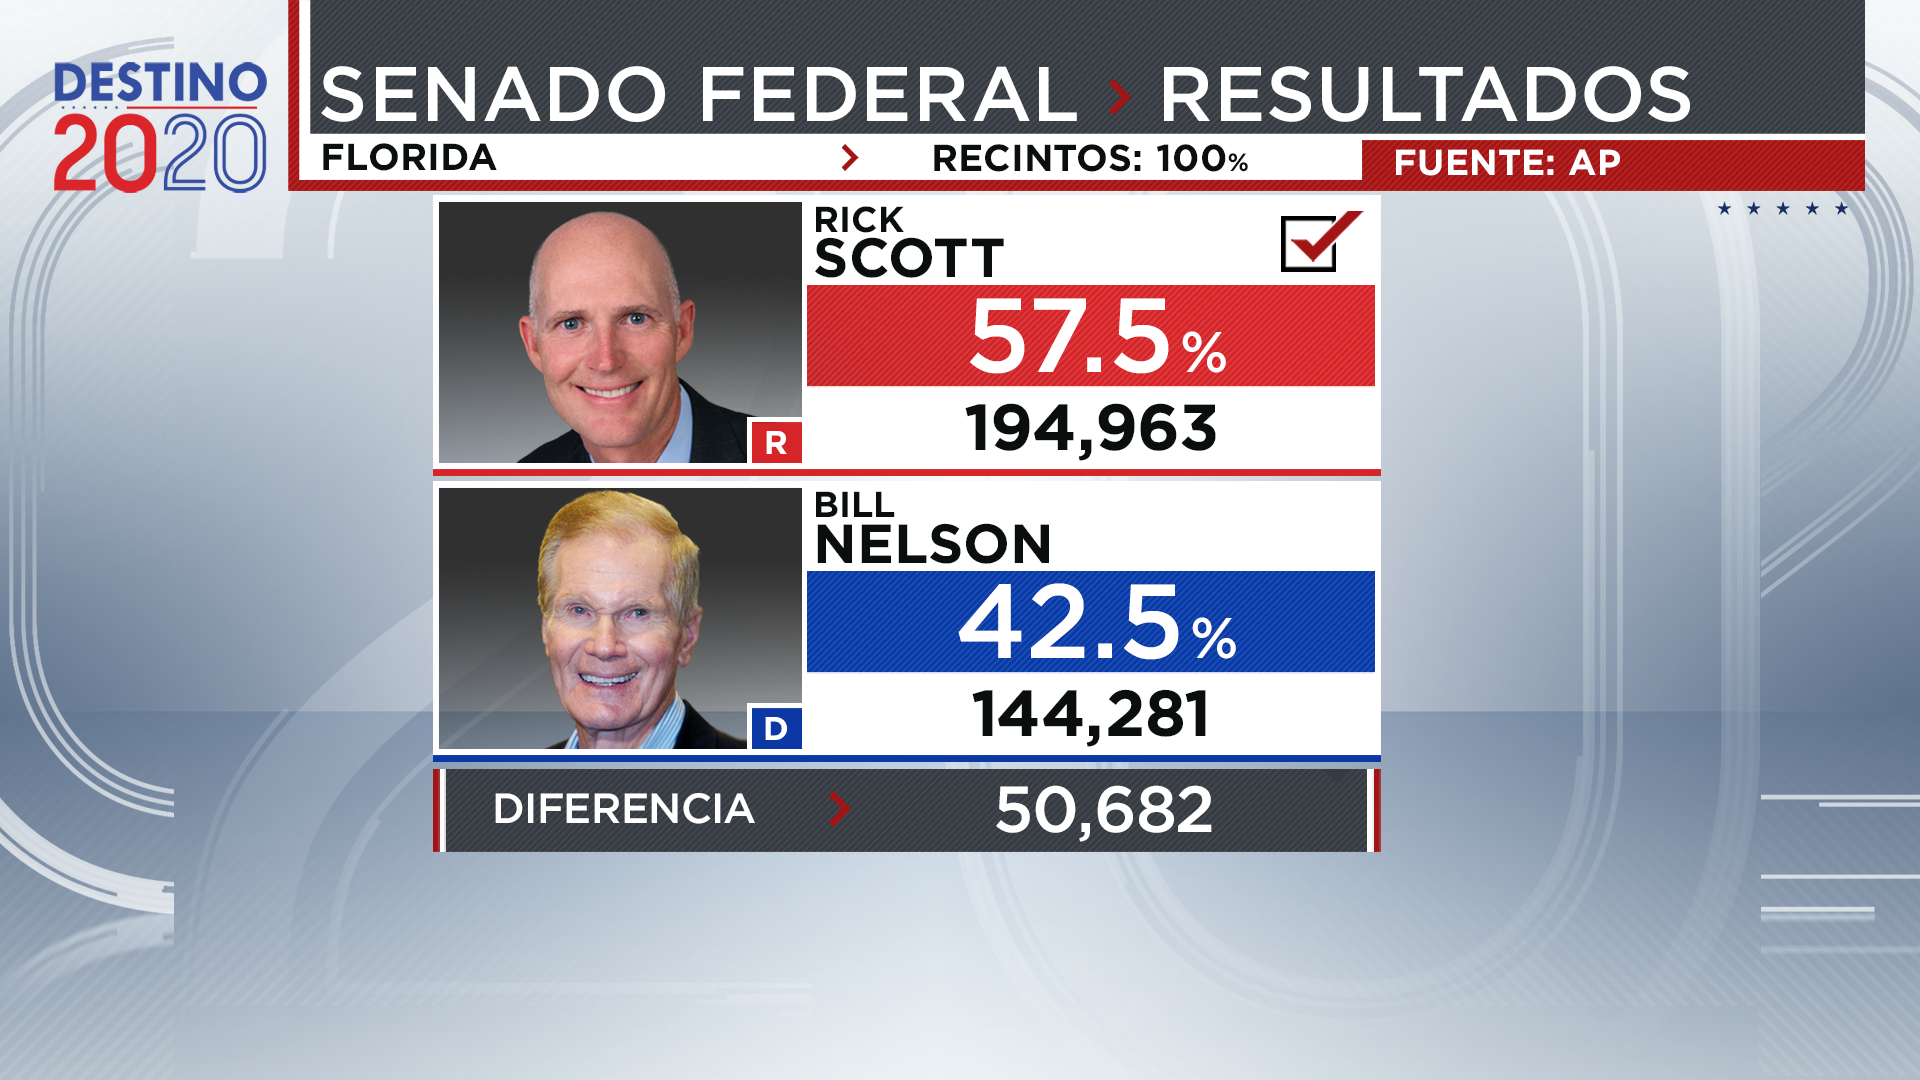 DESTINO
2020
SENADO FEDERAL > RESULTADOS
FLORIDA > RECINTOS: 100%
FUENTE: AP
RICK
SCOTT
57.5%
194,963
R
BILL
NELSON
42.5%
144,281
D
DIFERENCIA > 50,682